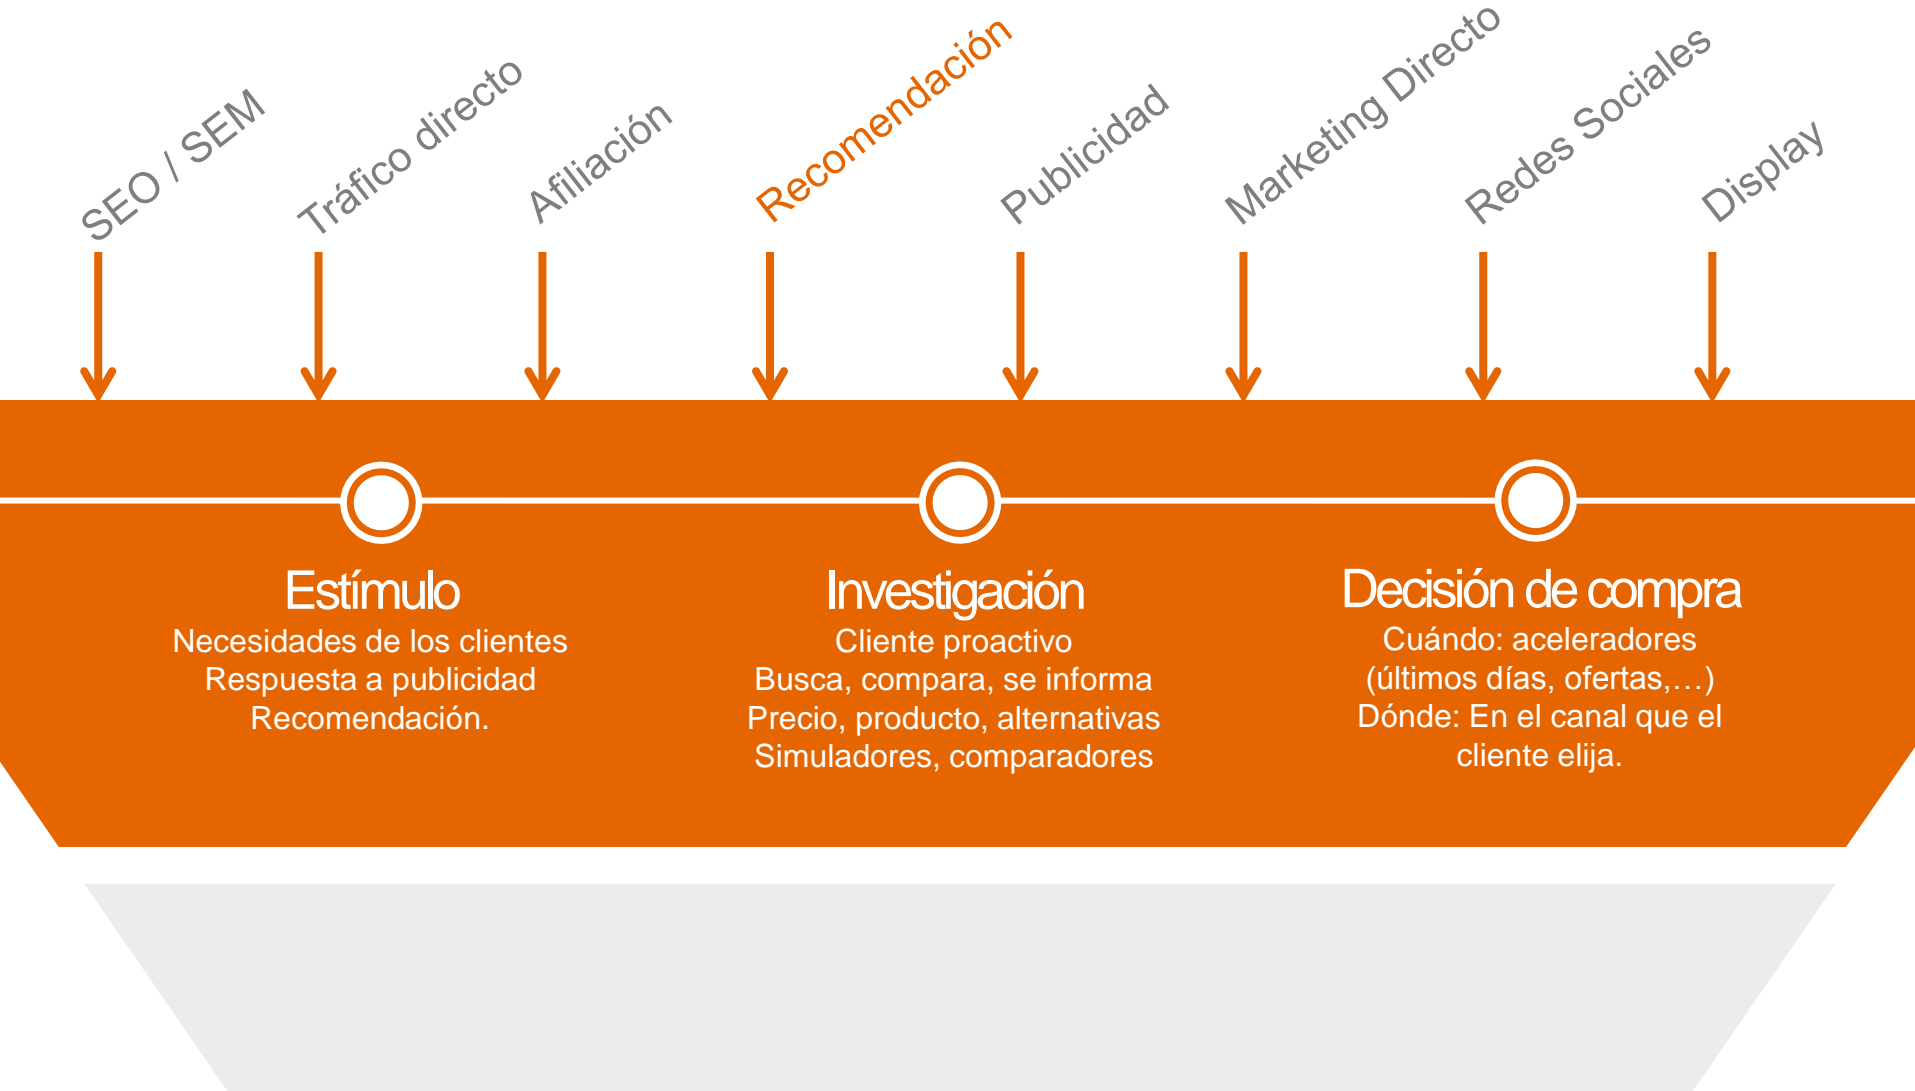 SEO / SEM
Tráfico directo
Afiliación
Recomendación
Publicidad
Marketing Directo
Redes Sociales
Display
Estímulo
Necesidades de los clientes
Respuesta a publicidad
Recomendación.
Investigación
Cliente proactivo
Busca, compara, se informa
Precio, producto, alternativas
Simuladores, comparadores
Decisión de compra
Cuándo: aceleradores
(últimos días, ofertas,…)
Dónde: En el canal que el
cliente elija.